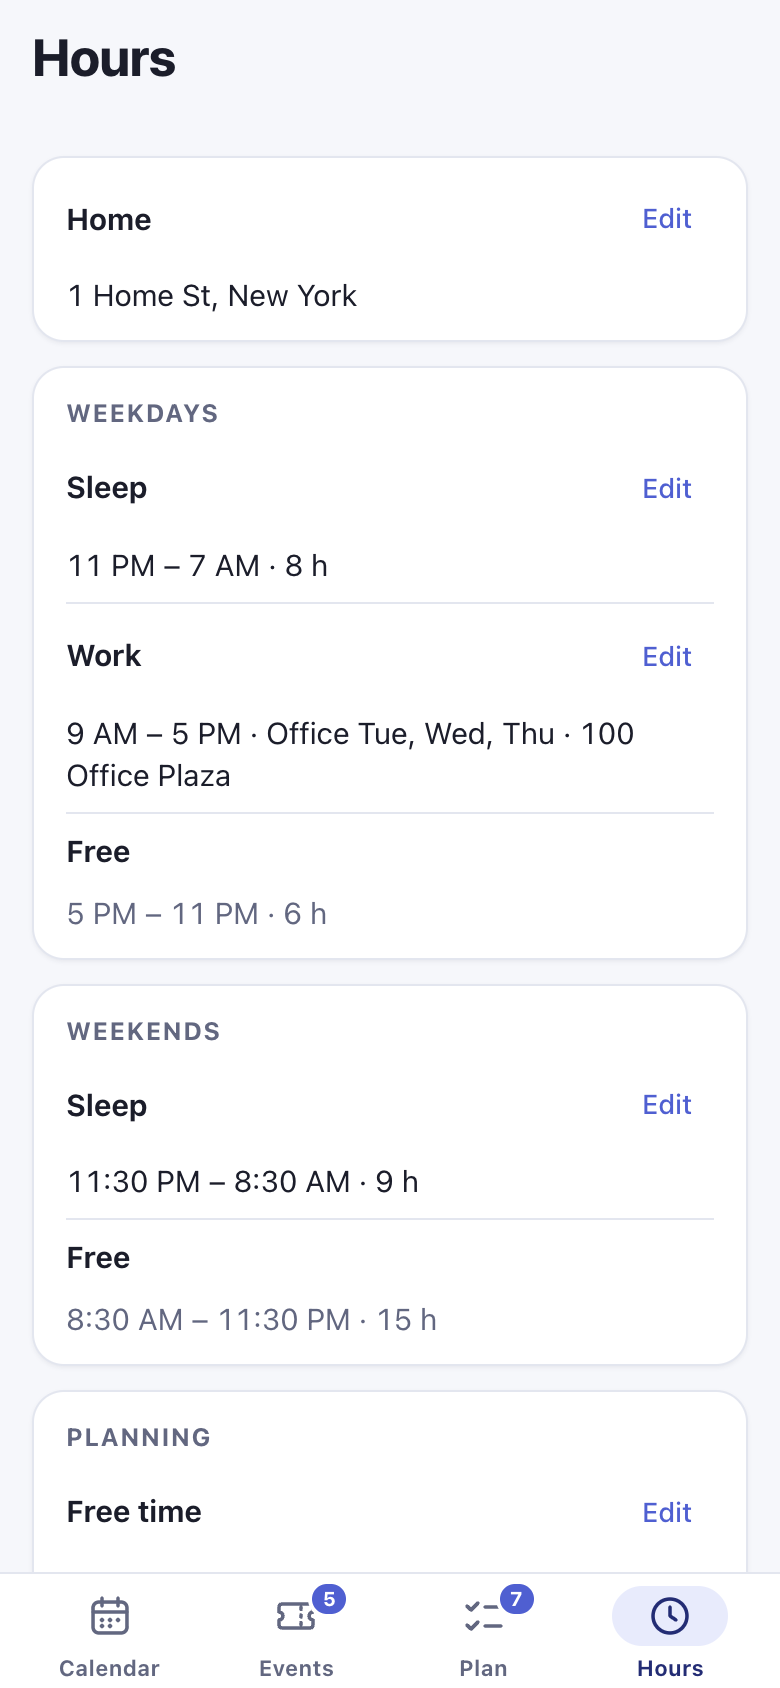 Hours
Home
Edit
1 Home St, New York
WEEKDAYS
Sleep
Edit
11 PM – 7 AM · 8 h
Work
Edit
9 AM – 5 PM · Office Tue, Wed, Thu · 100
Office Plaza
Free
5 PM – 11 PM · 6 h
WEEKENDS
Sleep
Edit
11:30 PM – 8:30 AM · 9 h
Free
8:30 AM – 11:30 PM · 15 h
PLANNING
Free time
Edit
5
7
Calendar
Events
Plan
Hours